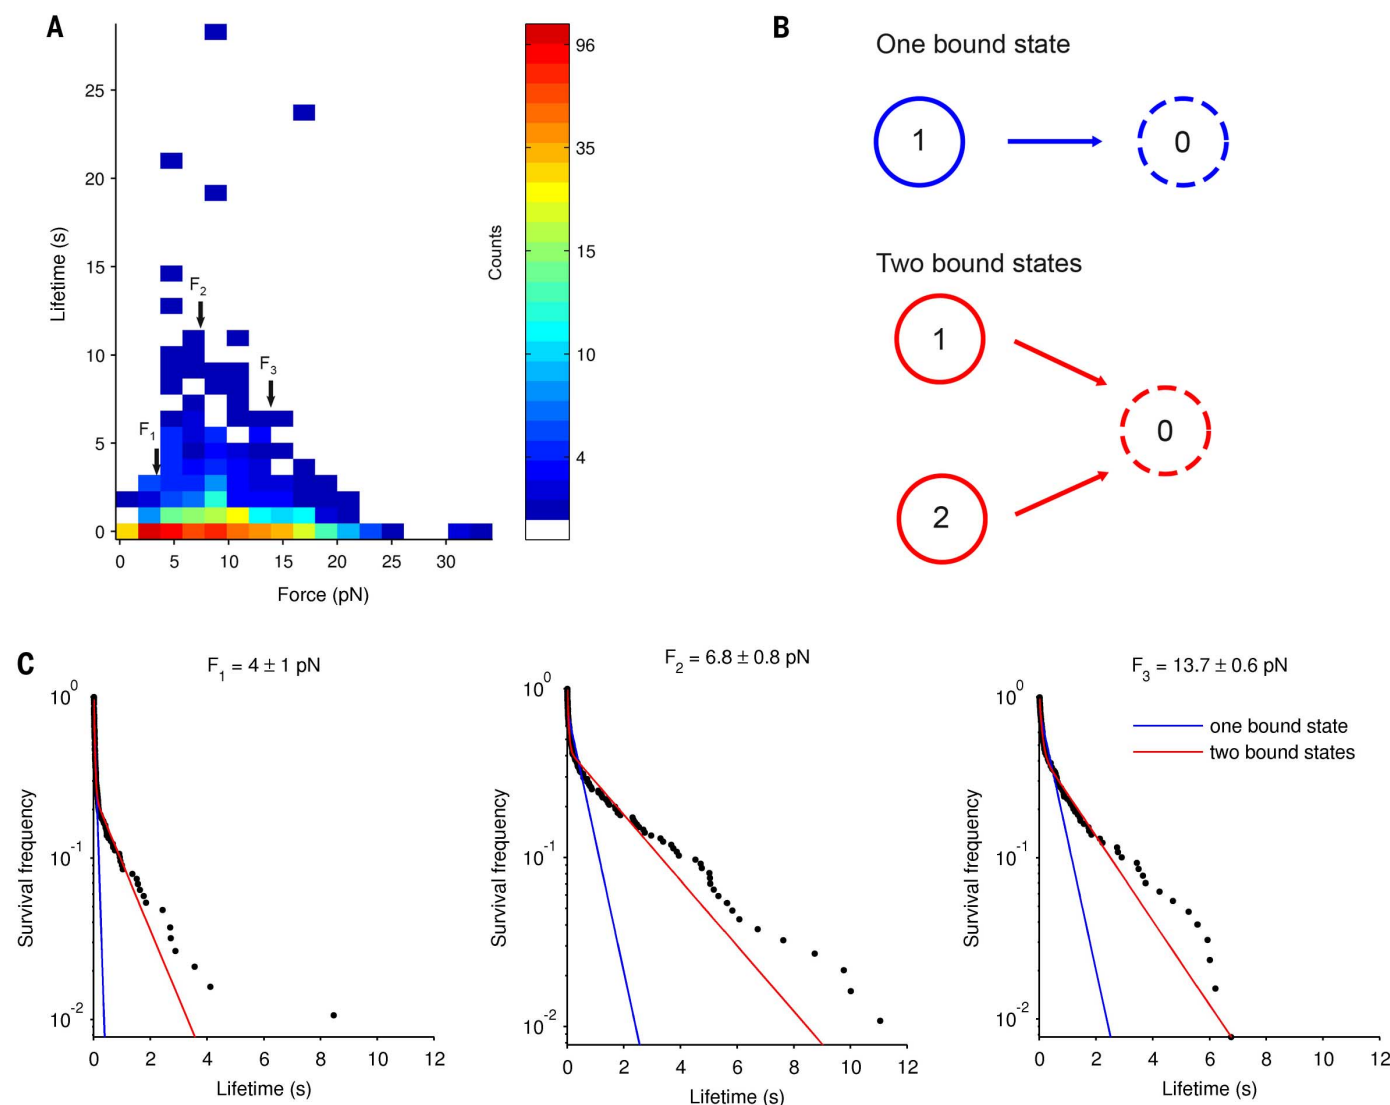 A
25
20
15
10
5
0
Lifetime (s)
F1
F2
F3
0 5 10 15 20 25 30
Force (pN)
96
35
15
10
4
Counts
B
One bound state
1 0
Two bound states
1
0
2
C
F1 = 4 ± 1 pN
10^0
10^-1
10^-2
Survival frequency
0 2 4 6 8 10 12
Lifetime (s)
F2 = 6.8 ± 0.8 pN
10^0
10^-1
10^-2
Survival frequency
0 2 4 6 8 10 12
Lifetime (s)
F3 = 13.7 ± 0.6 pN
one bound state
two bound states
10^0
10^-1
10^-2
Survival frequency
0 2 4 6 8 10 12
Lifetime (s)